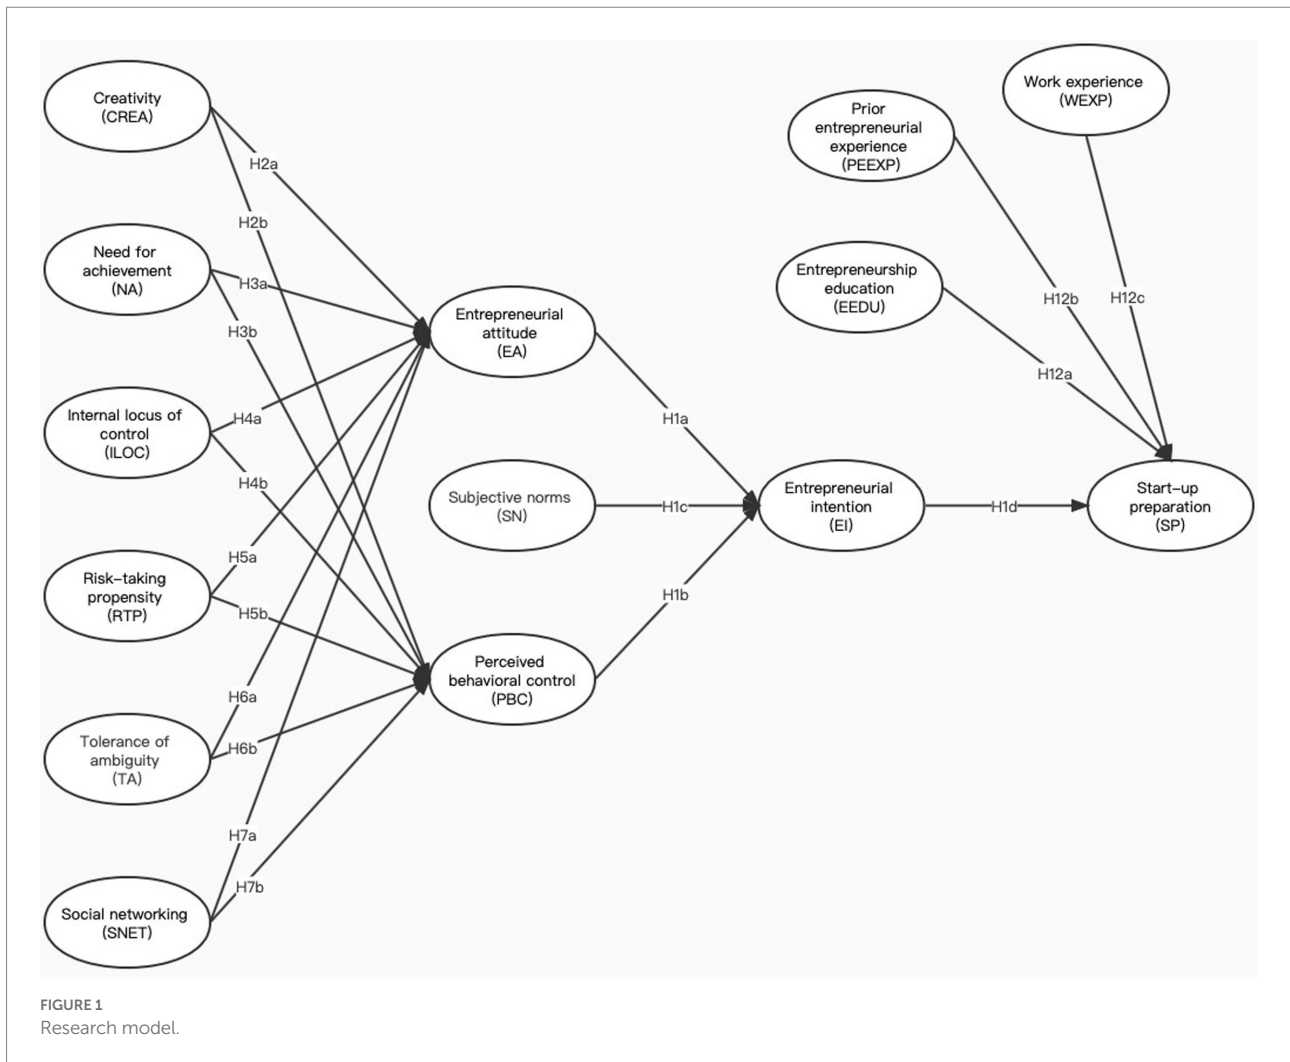 Creativity
(CREA)
Need for
achievement
(NA)
Internal locus of
control
(ILOC)
Risk–taking
propensity
(RTP)
Tolerance of
ambiguity
(TA)
Social networking
(SNET)
H2a
H2b
H3a
H3b
H4a
H4b
H5a
H5b
H6a
H6b
H7a
H7b
Entrepreneurial
attitude
(EA)
Subjective norms
(SN)
Perceived
behavioral control
(PBC)
H1a
H1c
H1b
Entrepreneurial
intention
(EI)
H1d
Prior
entrepreneurial
experience
(PEEXP)
Work experience
(WEXP)
Entrepreneurship
education
(EEDU)
H12b
H12c
H12a
Start–up
preparation
(SP)
FIGURE 1
Research model.